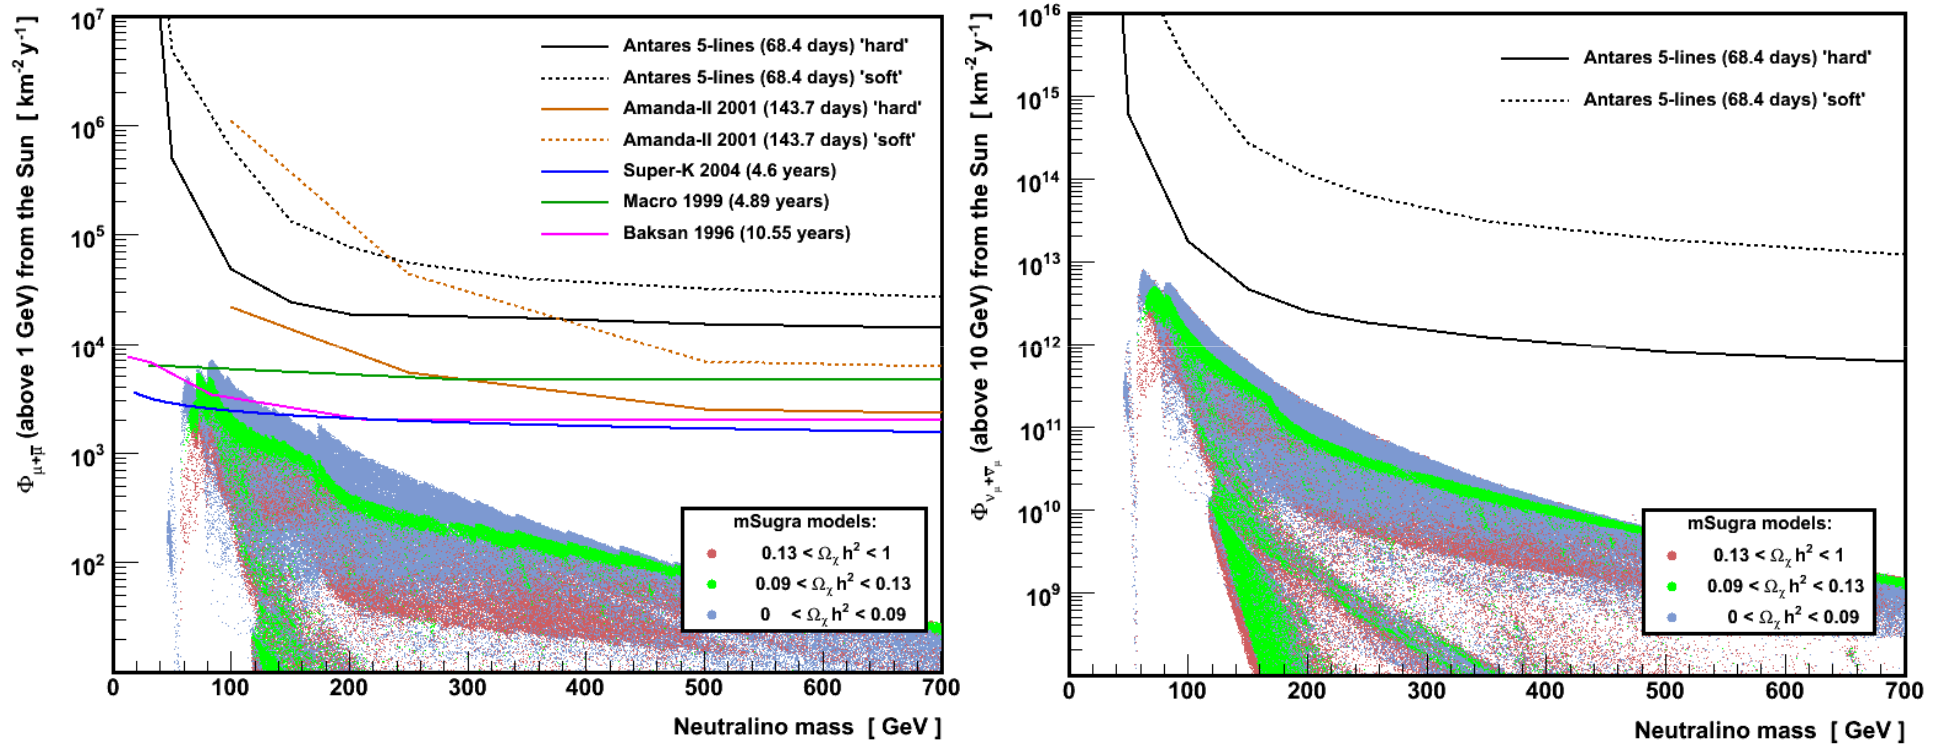 Φμ+μ̅ (above 1 GeV) from the Sun [ km-2 y-1 ]
10^7
10^6
10^5
10^4
10^3
10^2
Antares 5-lines (68.4 days) 'hard'
Antares 5-lines (68.4 days) 'soft'
Amanda-II 2001 (143.7 days) 'hard'
Amanda-II 2001 (143.7 days) 'soft'
Super-K 2004 (4.6 years)
Macro 1999 (4.89 years)
Baksan 1996 (10.55 years)
mSugra models:
0.13 < Ωχ h² < 1
0.09 < Ωχ h² < 0.13
0 < Ωχ h² < 0.09
0 100 200 300 400 500 600 700
Neutralino mass [ GeV ]
Φνμ+ν̅μ (above 10 GeV) from the Sun [ km-2 y-1 ]
10^16
10^15
10^14
10^13
10^12
10^11
10^10
10^9
Antares 5-lines (68.4 days) 'hard'
Antares 5-lines (68.4 days) 'soft'
mSugra models:
0.13 < Ωχ h² < 1
0.09 < Ωχ h² < 0.13
0 < Ωχ h² < 0.09
0 100 200 300 400 500 600 700
Neutralino mass [ GeV ]